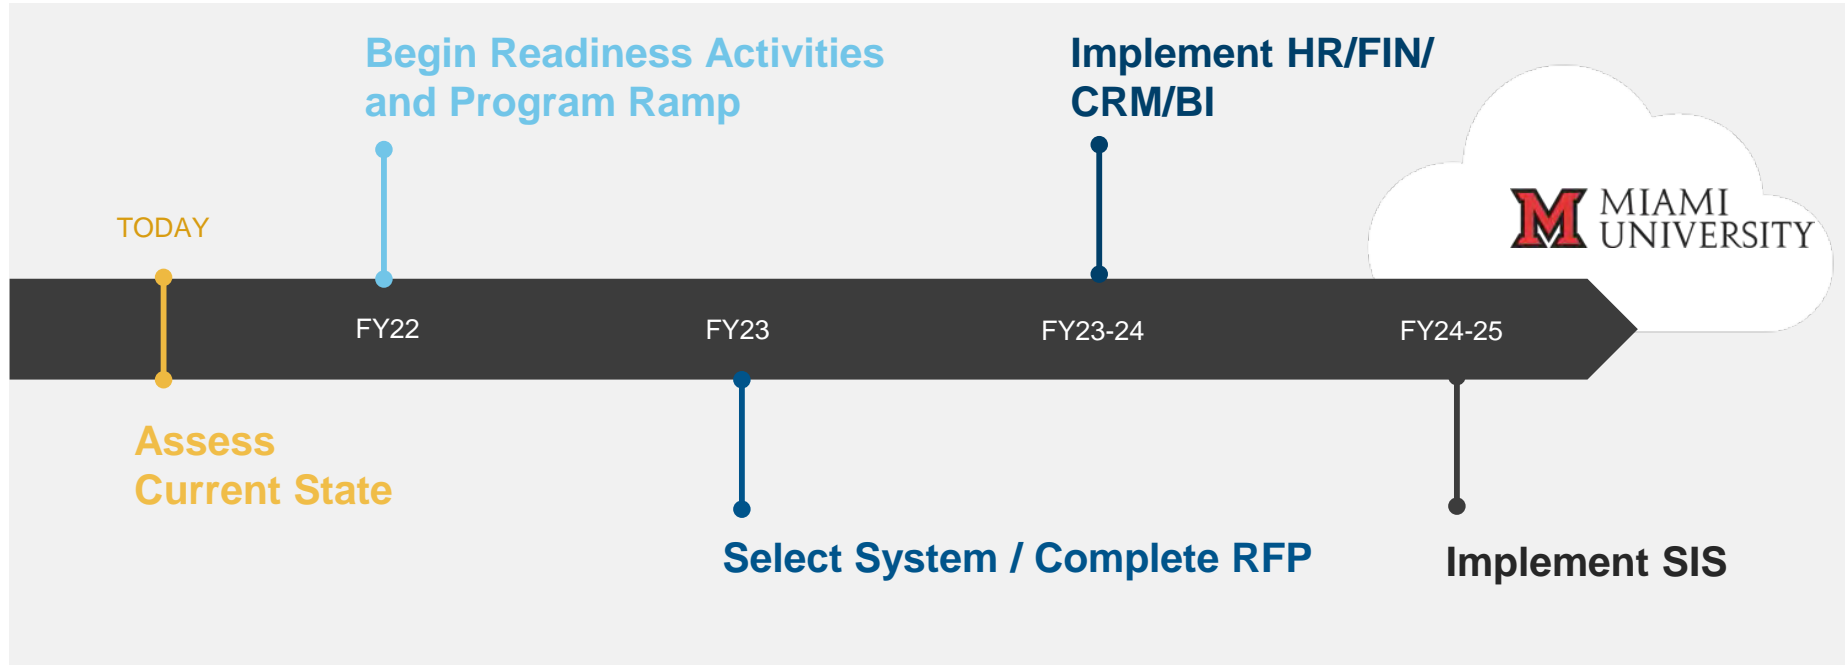 Begin Readiness Activities
and Program Ramp
Implement HR/FIN/
CRM/BI
MIAMI
UNIVERSITY
TODAY
FY22
FY23
FY23-24
FY24-25
Assess
Current State
Select System / Complete RFP
Implement SIS